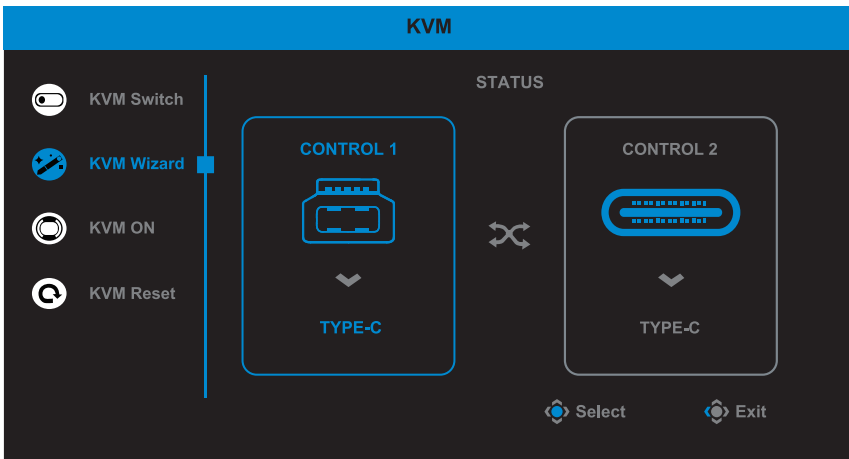 KVM
KVM Switch
KVM Wizard
KVM ON
KVM Reset
STATUS
CONTROL 1
TYPE-C
CONTROL 2
TYPE-C
Select
Exit